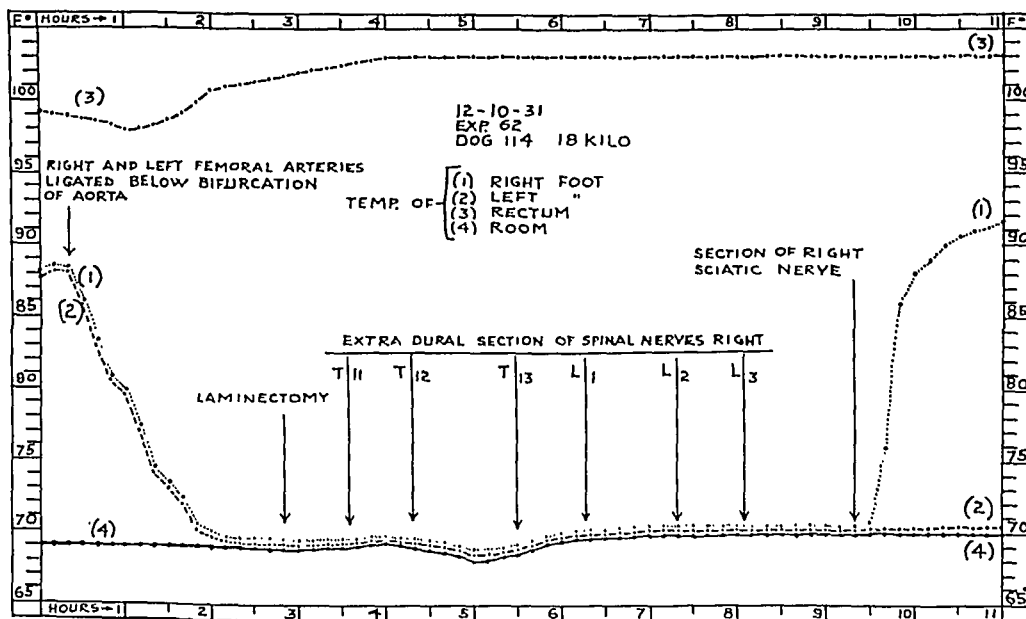 F° HOURS→1 2 3 4 5 6 7 8 9 10 11 F°
(3)
(3)
100 100
12-10-31
EXP. 62
DOG 114 18 KILO
95 95
RIGHT AND LEFT FEMORAL ARTERIES
LIGATED BELOW BIFURCATION
OF AORTA
TEMP. OF
(1) RIGHT FOOT
(2) LEFT "
(3) RECTUM
(4) ROOM
(1)
90 90
SECTION OF RIGHT
SCIATIC NERVE
(1)
(2)
85 85
EXTRA DURAL SECTION OF SPINAL NERVES RIGHT
T 11 T 12 T 13 L 1 L 2 L 3
80 80
LAMINECTOMY
75 75
70 70
(4)
(2)
(4)
65 65
HOURS→1 2 3 4 5 6 7 8 9 10 11